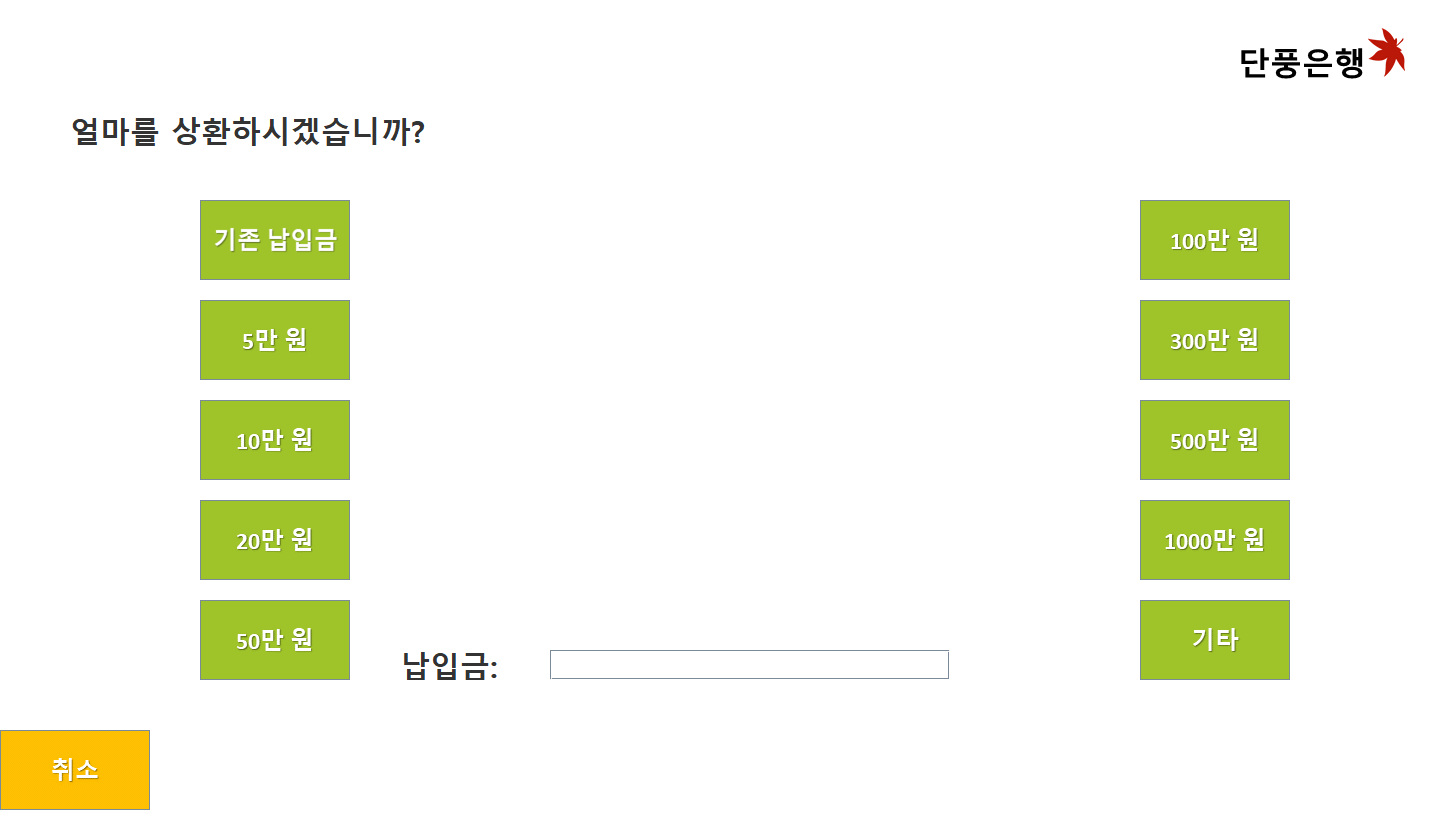 단풍은행
얼마를 상환하시겠습니까?
기존 납입금
100만 원
5만 원
300만 원
10만 원
500만 원
20만 원
1000만 원
50만 원
기타
납입금:
취소